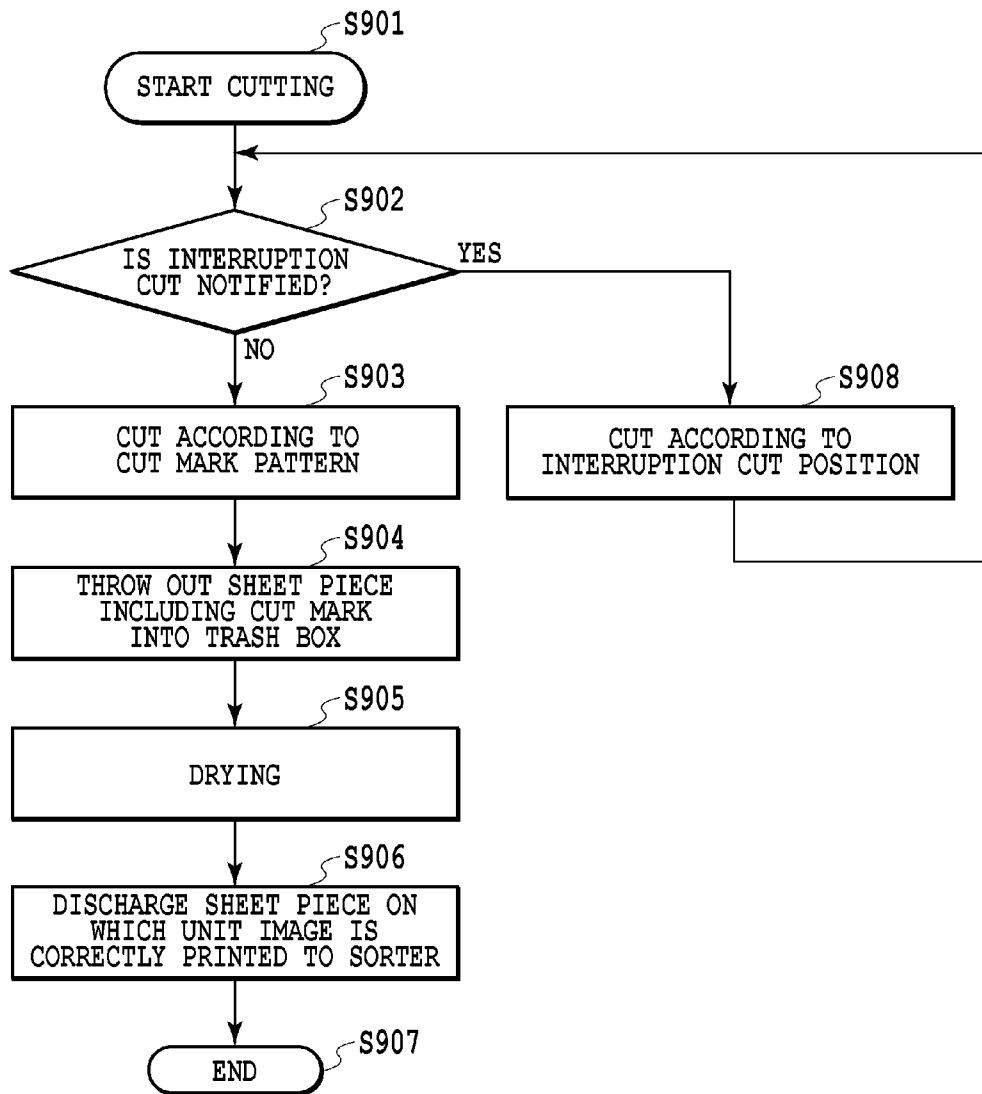 S901
START CUTTING
S902
IS INTERRUPTION
CUT NOTIFIED?
YES
NO
S903
CUT ACCORDING TO
CUT MARK PATTERN
S908
CUT ACCORDING TO
INTERRUPTION CUT POSITION
S904
THROW OUT SHEET PIECE
INCLUDING CUT MARK
INTO TRASH BOX
S905
DRYING
S906
DISCHARGE SHEET PIECE ON
WHICH UNIT IMAGE IS
CORRECTLY PRINTED TO SORTER
S907
END